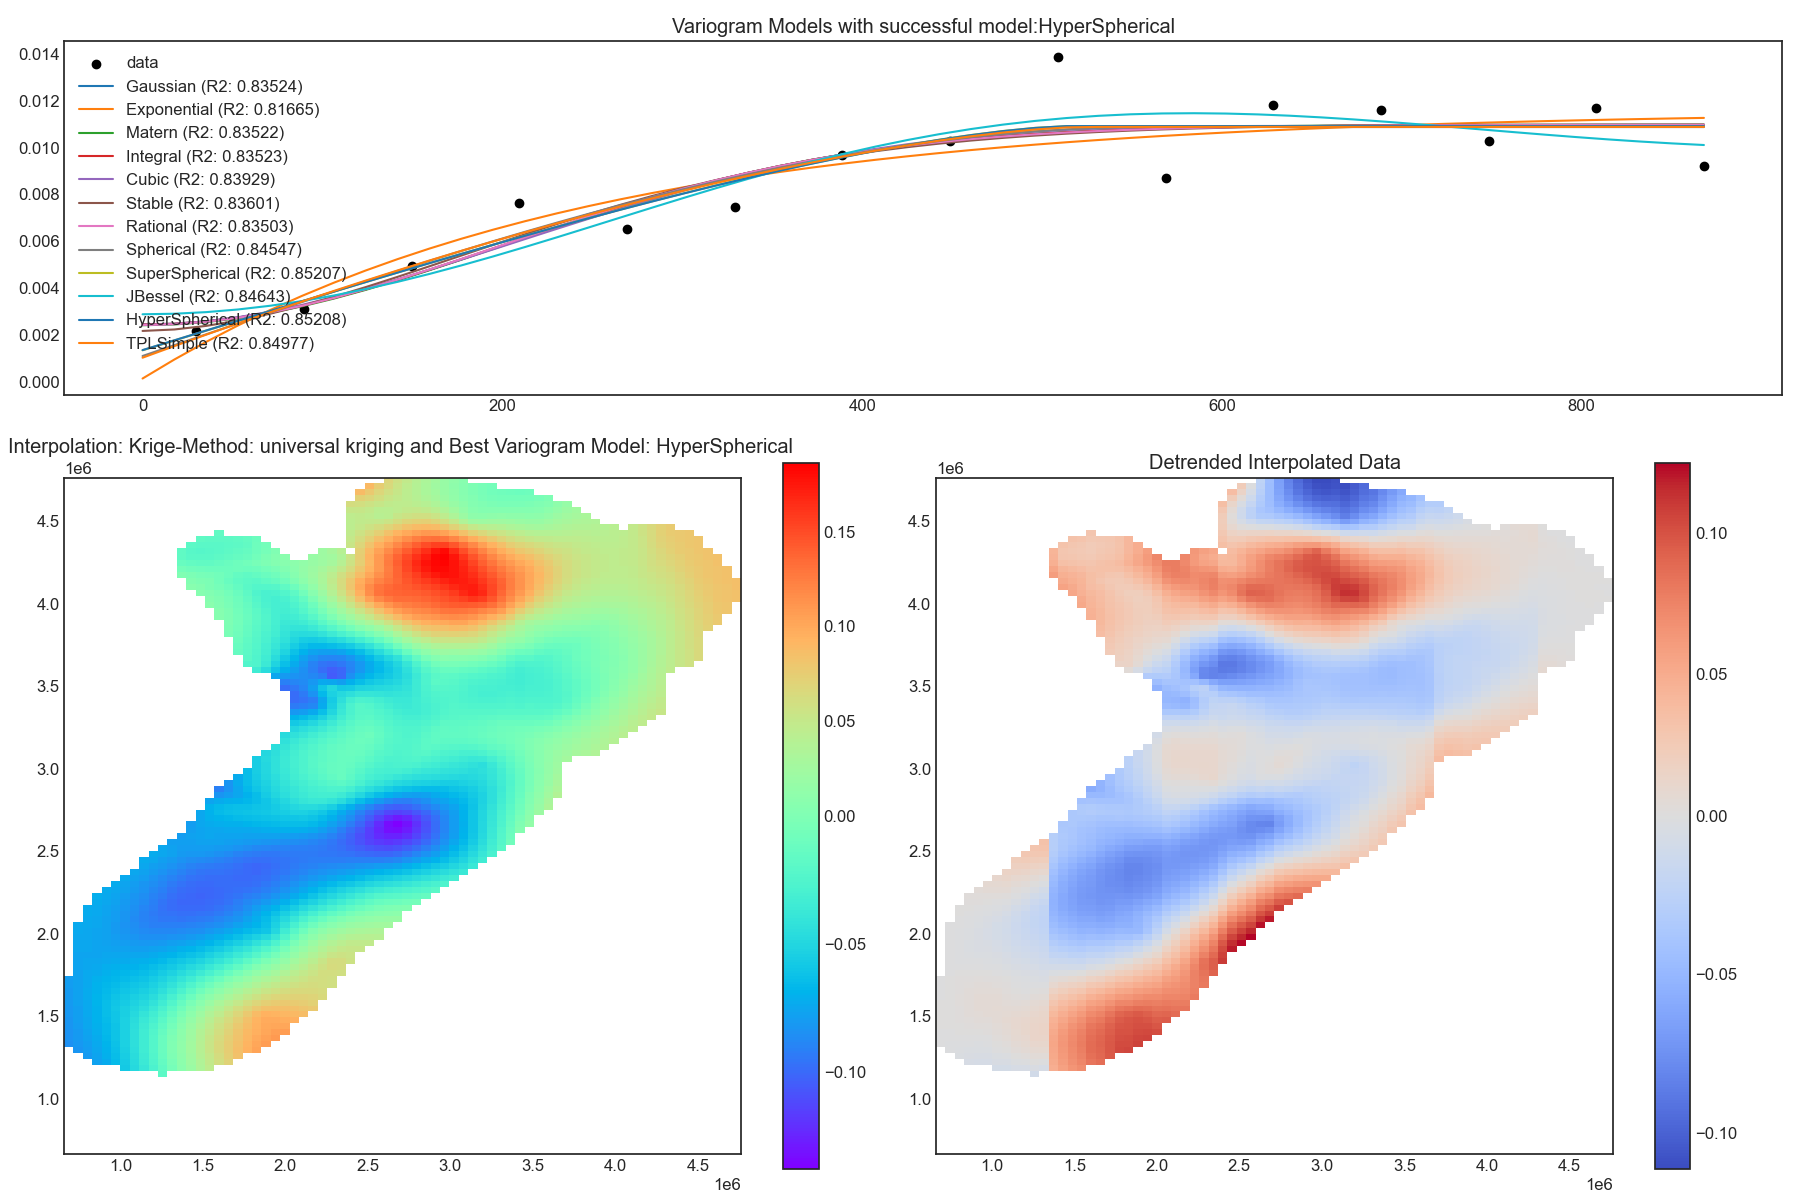 Variogram Models with successful model:HyperSpherical
0.014
0.012
0.010
0.008
0.006
0.004
0.002
0.000
data
Gaussian (R2: 0.83524)
Exponential (R2: 0.81665)
Matern (R2: 0.83522)
Integral (R2: 0.83523)
Cubic (R2: 0.83929)
Stable (R2: 0.83601)
Rational (R2: 0.83503)
Spherical (R2: 0.84547)
SuperSpherical (R2: 0.85207)
JBessel (R2: 0.84643)
HyperSpherical (R2: 0.85208)
TPLSimple (R2: 0.84977)
0 200 400 600 800
Interpolation: Krige-Method: universal kriging and Best Variogram Model: HyperSpherical
1e6
4.5
4.0
3.5
3.0
2.5
2.0
1.5
1.0
1.0 1.5 2.0 2.5 3.0 3.5 4.0 4.5
1e6
0.15
0.10
0.05
0.00
−0.05
−0.10
Detrended Interpolated Data
1e6
4.5
4.0
3.5
3.0
2.5
2.0
1.5
1.0
1.0 1.5 2.0 2.5 3.0 3.5 4.0 4.5
1e6
0.10
0.05
0.00
−0.05
−0.10